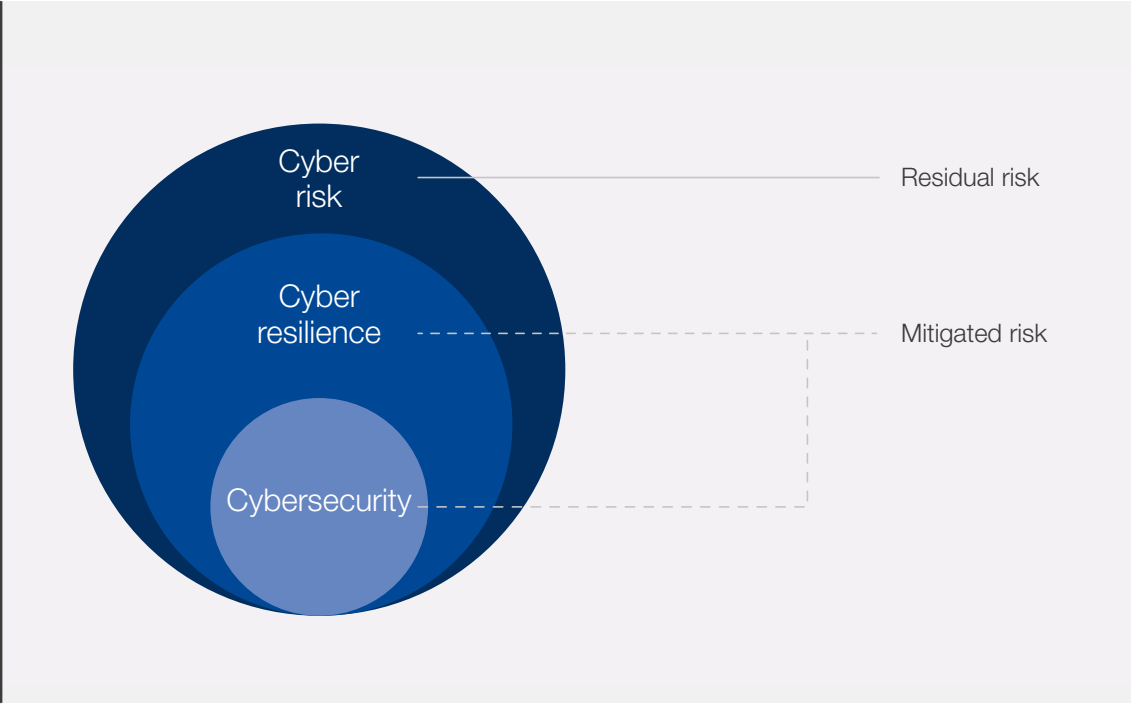 Cyber
risk
Residual risk
Cyber
resilience
Mitigated risk
Cybersecurity